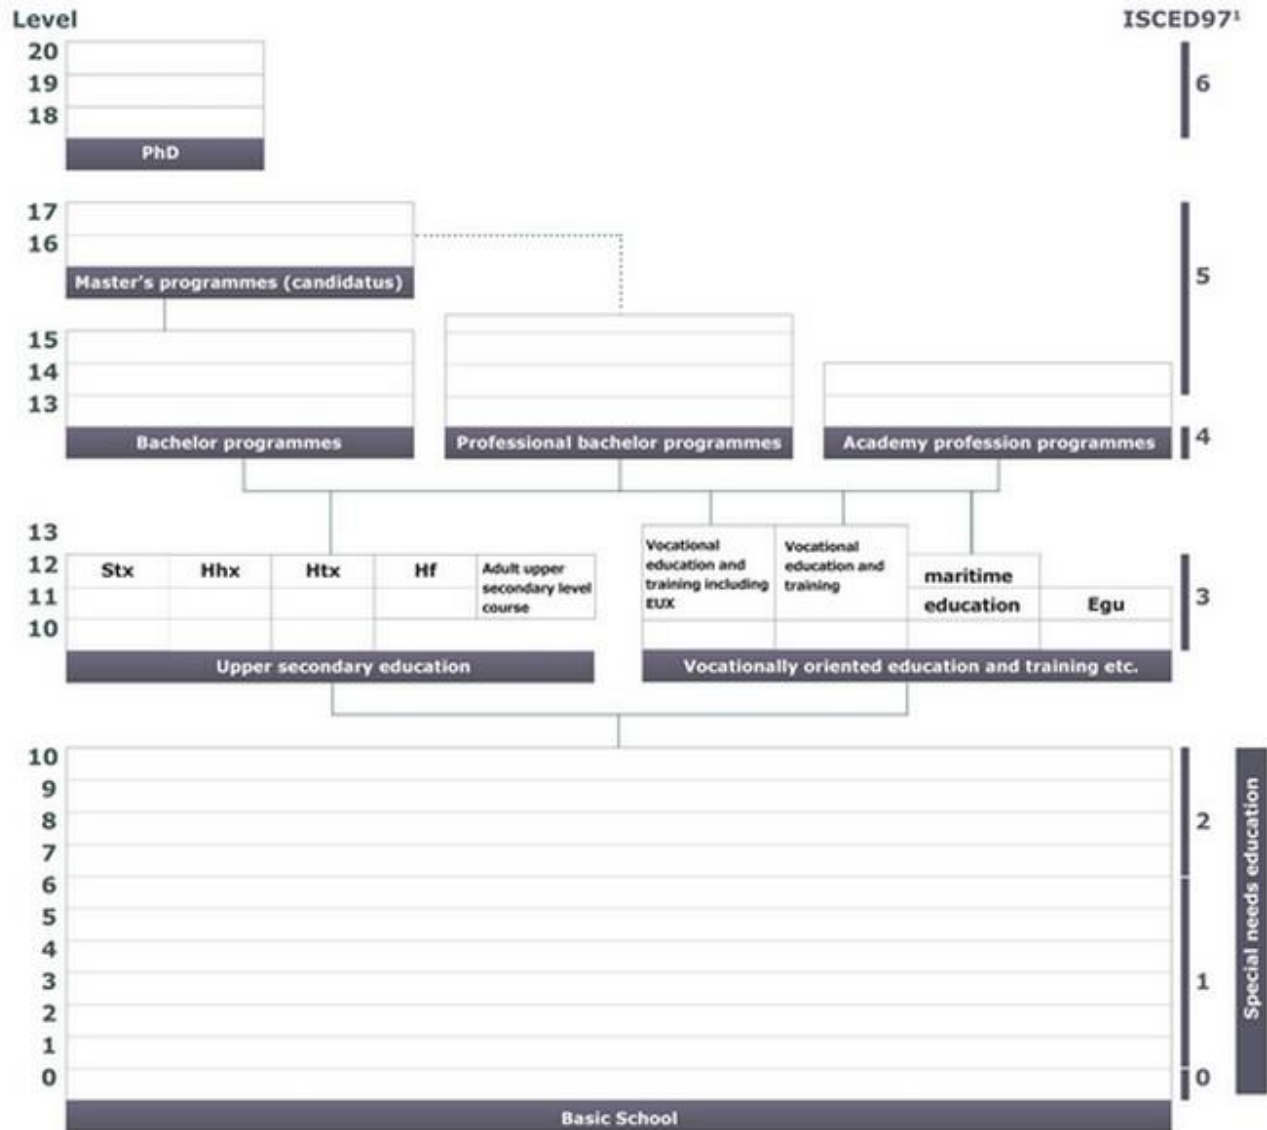 Level
ISCED97¹
20
19
18
6
PhD
17
16
Master's programmes (candidatus)
5
15
14
13
Bachelor programmes
Professional bachelor programmes
Academy profession programmes
4
13
12
11
10
Stx
Hhx
Htx
Hf
Adult upper
secondary level
course
Vocational
education and
training including
EUX
Vocational
education and
training
maritime
education
Egu
3
Upper secondary education
Vocationally oriented education and training etc.
10
9
8
7
6
5
4
3
2
1
0
2
1
0
Special needs education
Basic School